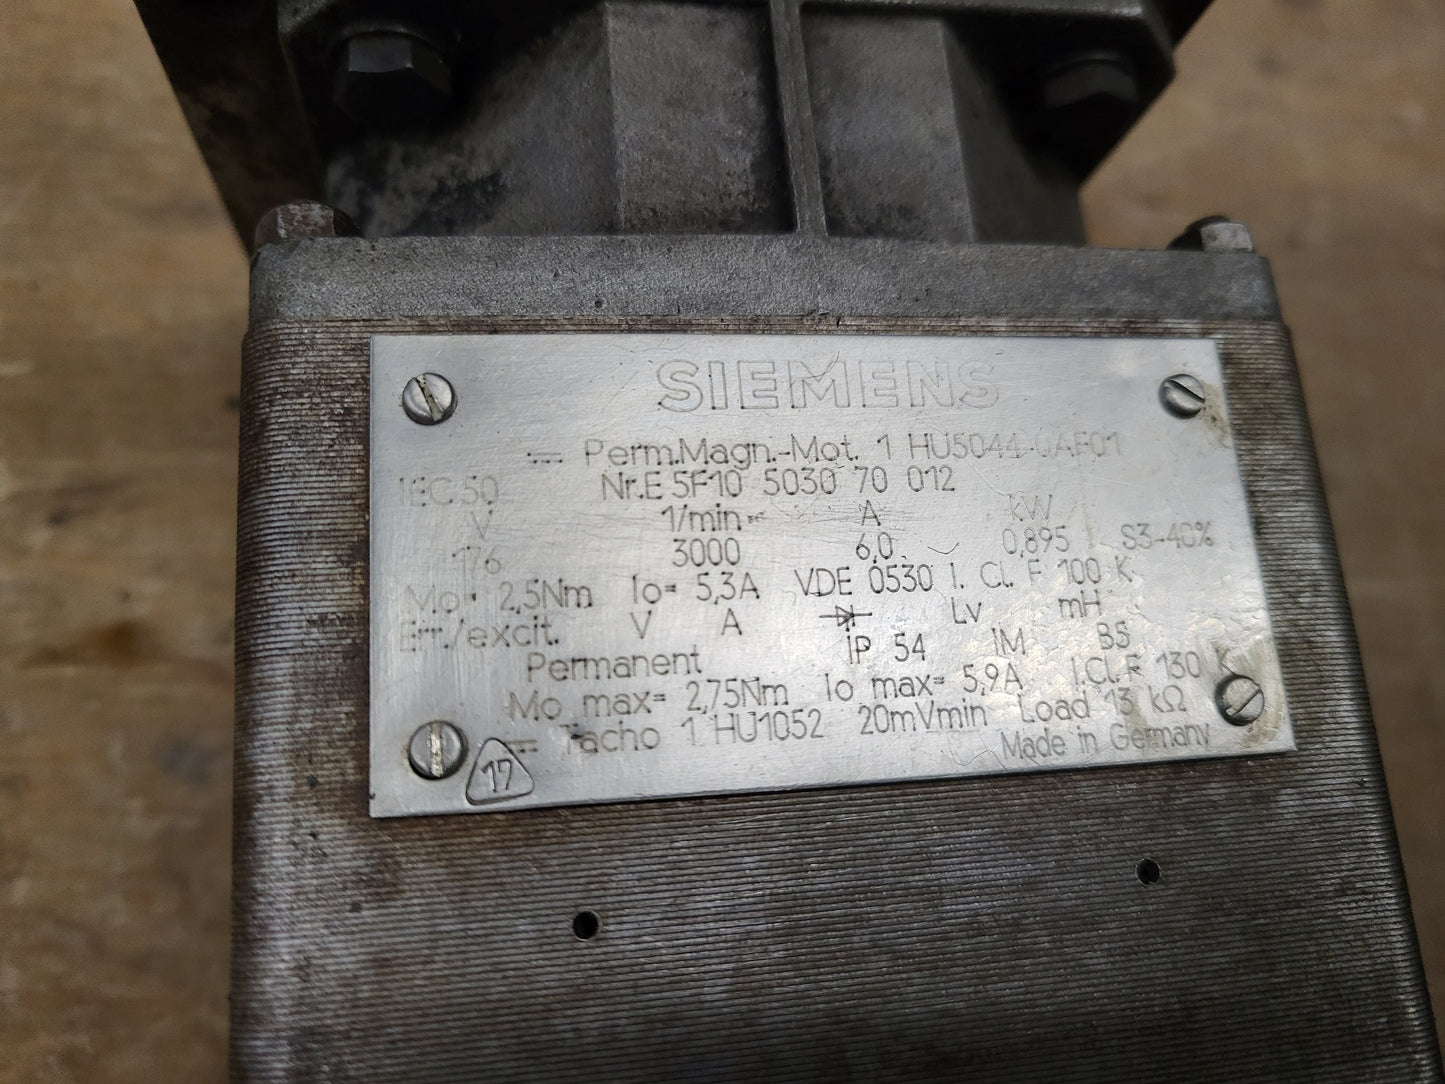 SIEMENS
Perm.Magn.-Mot. 1 HU5044-0AF01
IEC 50 Nr.E 5F10 5030 70 012
V 1/min A kW
176 3000 6,0 0,895 S3-40%
Mo= 2,5Nm Io= 5,3A VDE 0530 I. Cl. F 100 K
Err./excit. V A Lv mH
Permanent IP 54 IM B5
Mo max= 2,75Nm Io max= 5,9A I.Cl.F 130 K
Tacho 1 HU1052 20mVmin Load 13 kΩ
17 Made in Germany